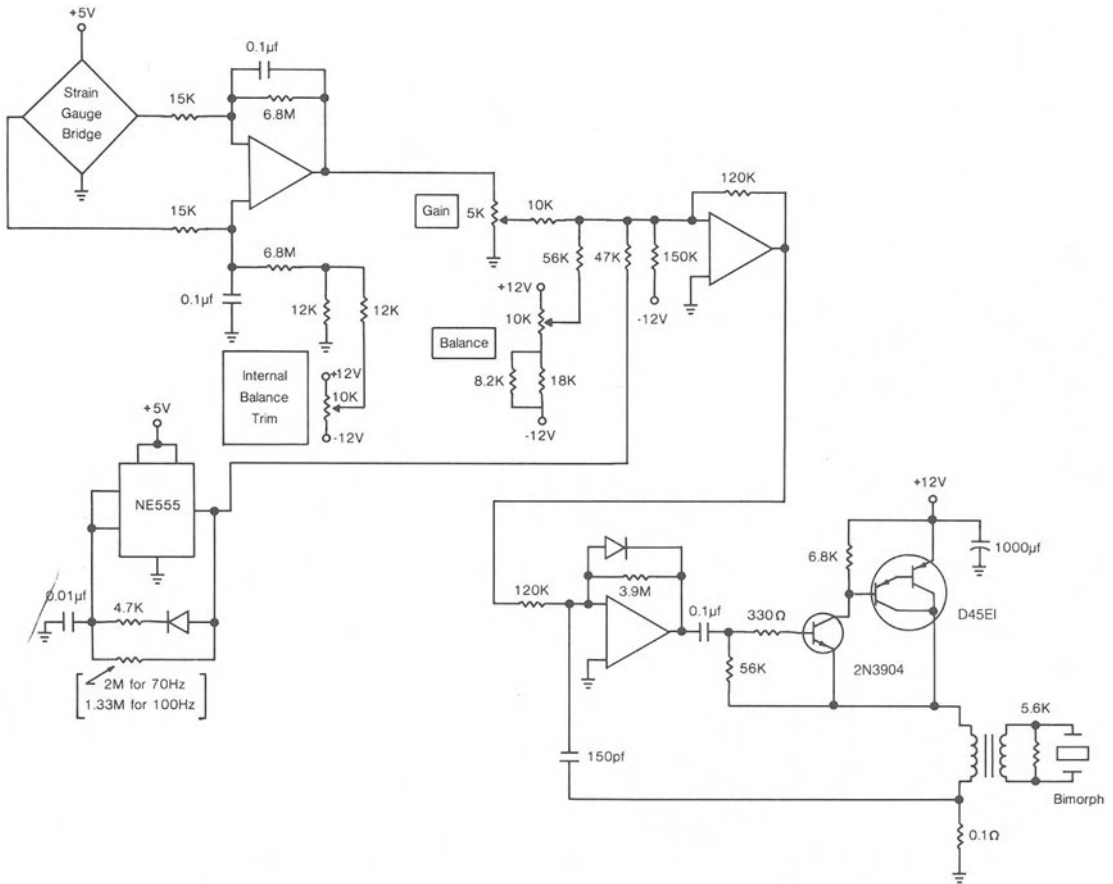 +5V
Strain
Gauge
Bridge
15K
0.1µf
6.8M
15K
6.8M
0.1µf
12K
12K
Internal
Balance
Trim
+12V
10K
-12V
Gain
5K
10K
56K
47K
150K
-12V
120K
+12V
10K
Balance
8.2K
18K
-12V
+5V
NE555
0.01µf
4.7K
2M for 70Hz
1.33M for 100Hz
120K
3.9M
0.1µf
330Ω
56K
150pf
2N3904
6.8K
+12V
1000µf
D45EI
5.6K
Bimorph
0.1Ω